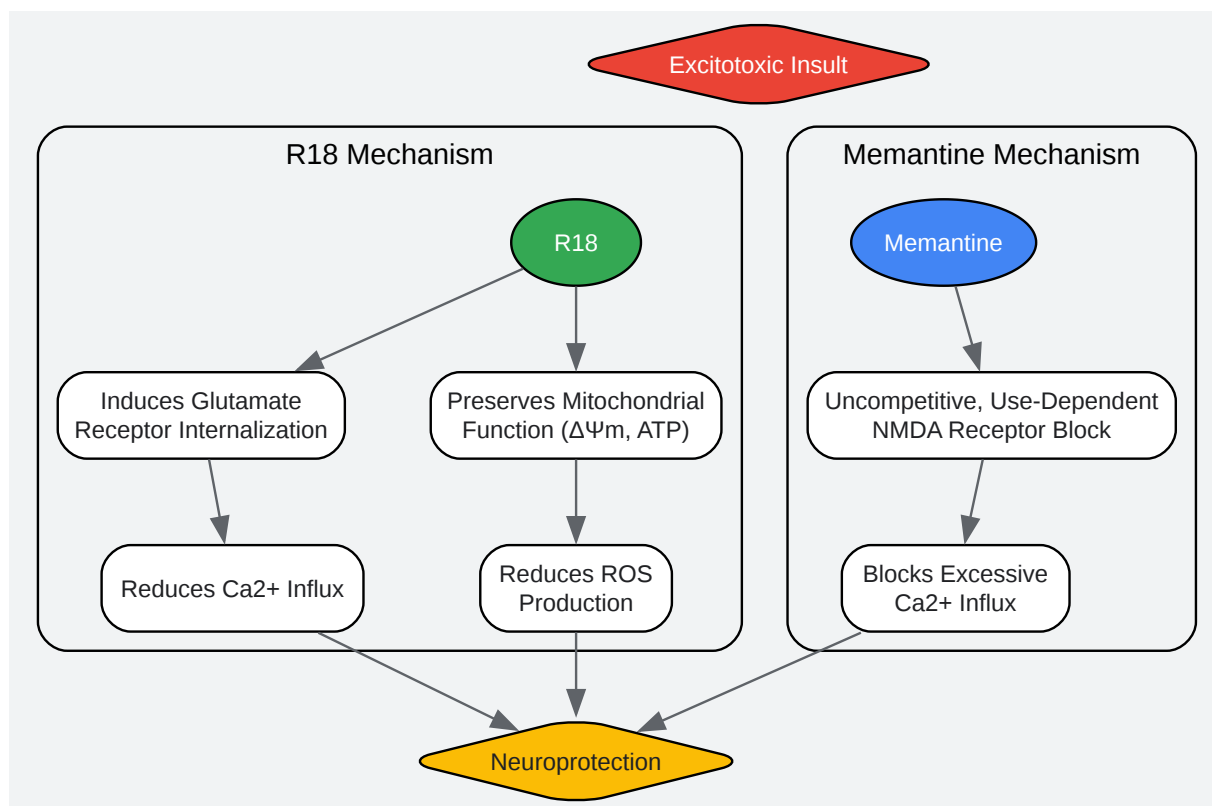 Excitotoxic Insult
R18 Mechanism
Memantine Mechanism
R18
Memantine
Induces Glutamate
Receptor Internalization
Preserves Mitochondrial
Function (ΔΨm, ATP)
Uncompetitive, Use-Dependent
NMDA Receptor Block
Reduces Ca2+ Influx
Reduces ROS
Production
Blocks Excessive
Ca2+ Influx
Neuroprotection